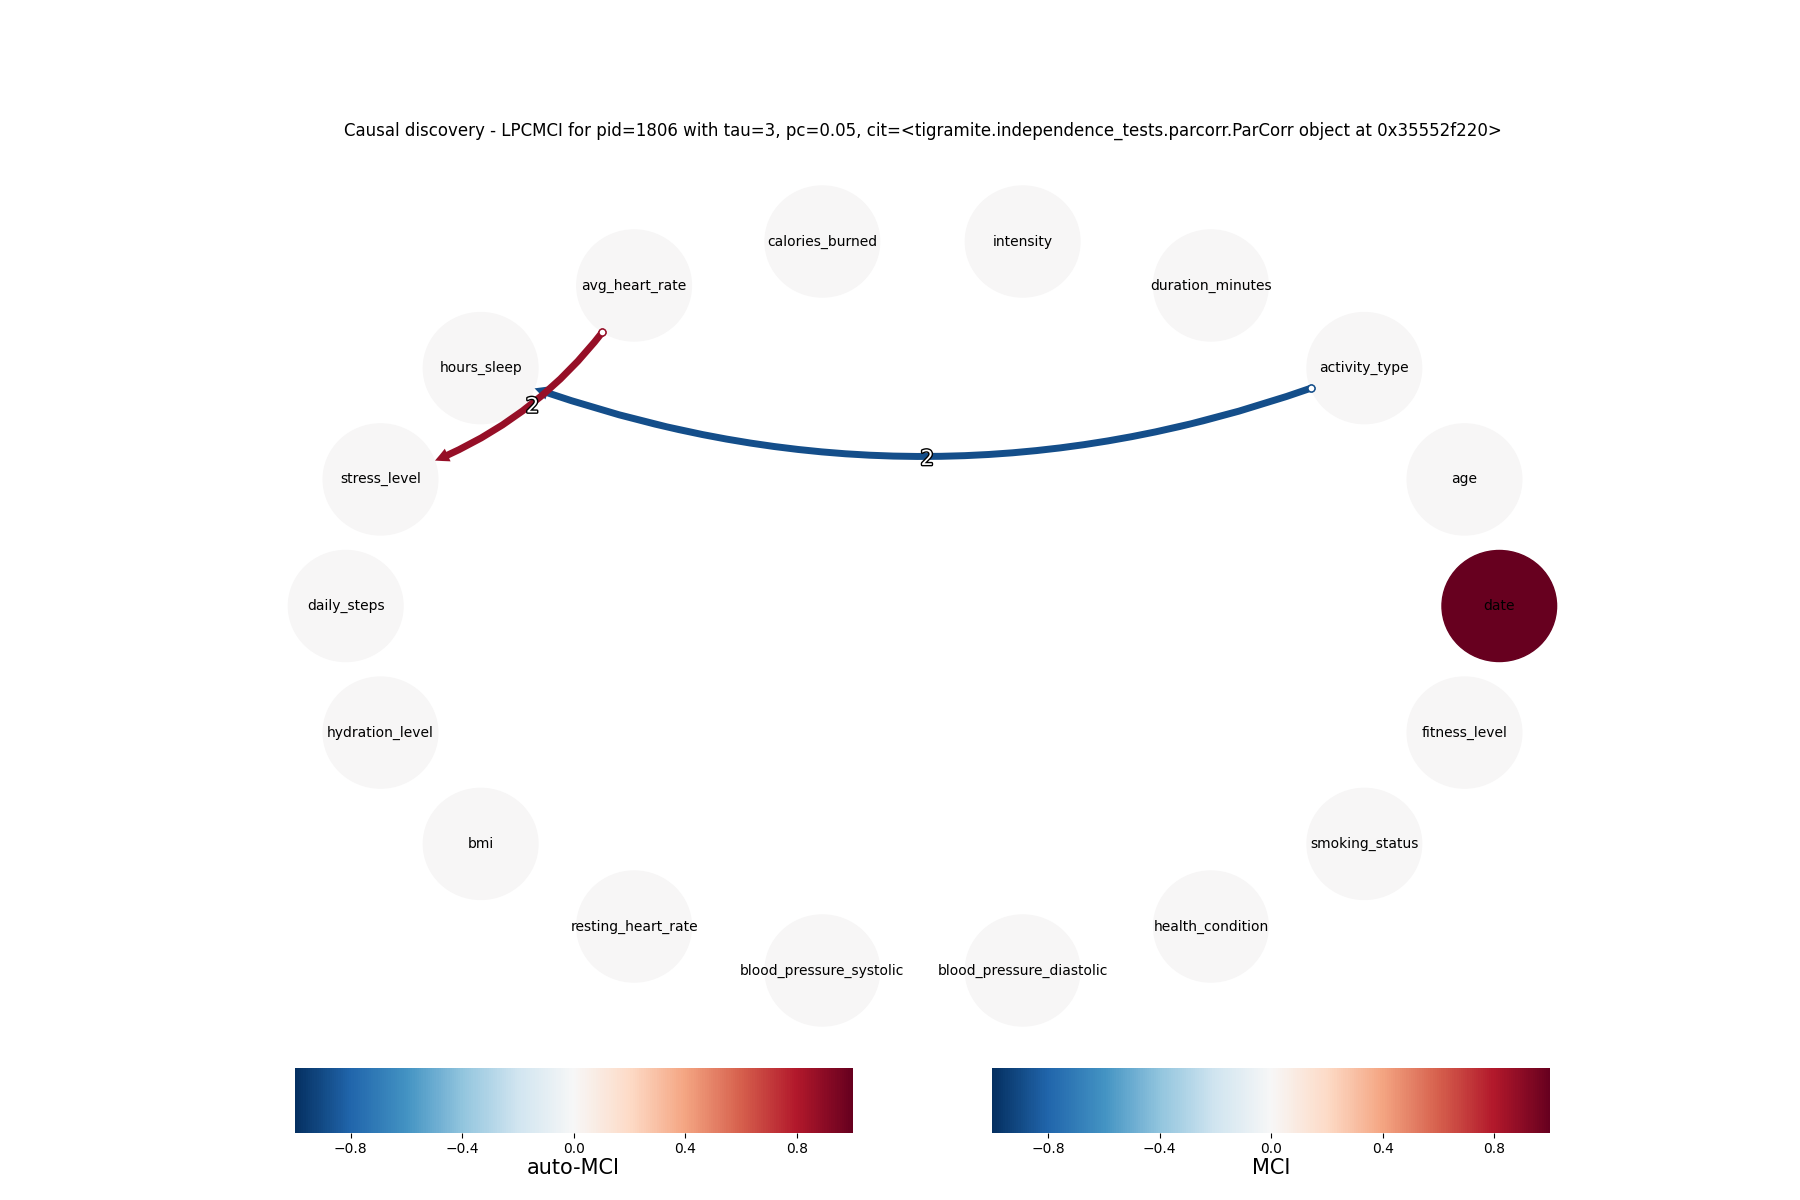 Causal discovery - LPCMCI for pid=1806 with tau=3, pc=0.05, cit=<tigramite.independence_tests.parcorr.ParCorr object at 0x35552f220>
calories_burned
intensity
avg_heart_rate
duration_minutes
hours_sleep
activity_type
2
2
stress_level
age
daily_steps
date
hydration_level
fitness_level
bmi
smoking_status
resting_heart_rate
health_condition
blood_pressure_systolic
blood_pressure_diastolic
−0.8 −0.4 0.0 0.4 0.8
auto-MCI
−0.8 −0.4 0.0 0.4 0.8
MCI